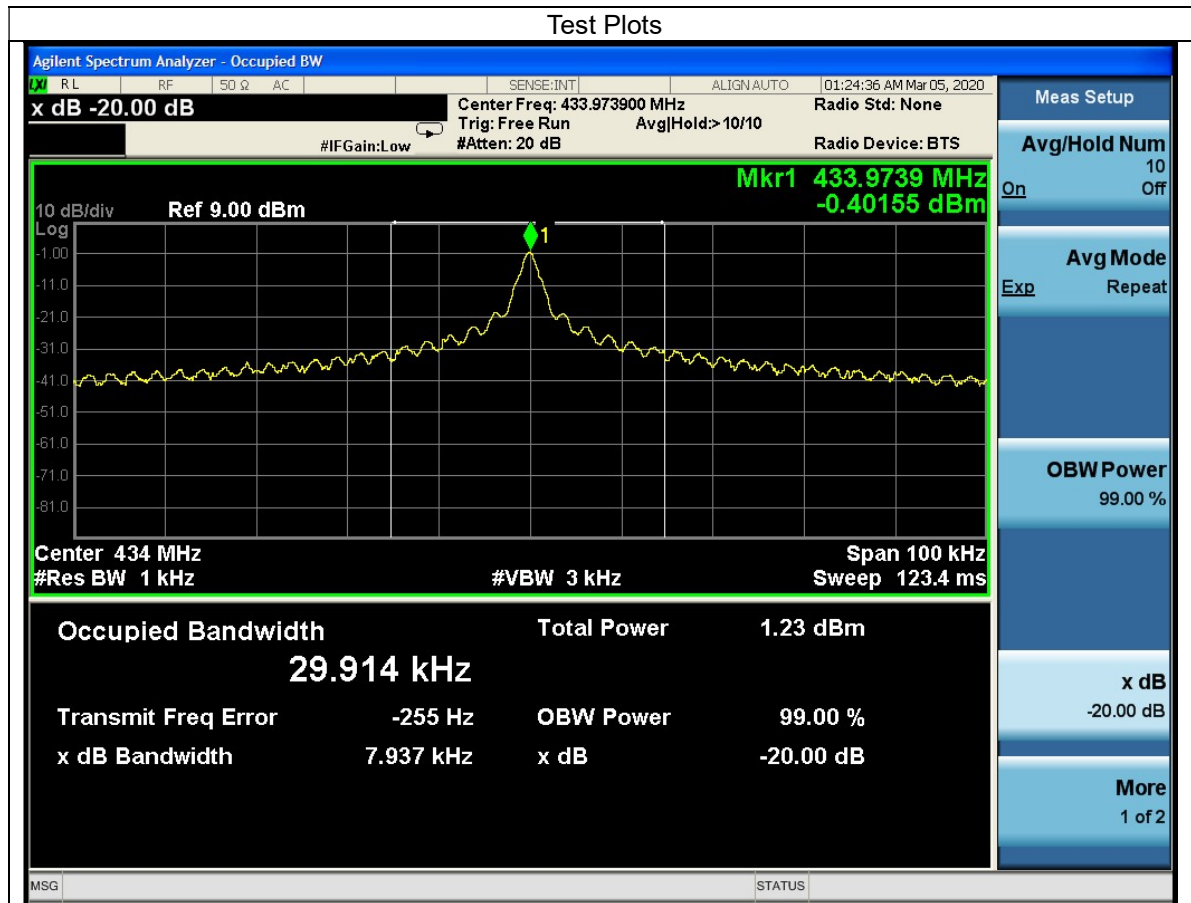 Test Plots
Agilent Spectrum Analyzer - Occupied BW
LXI RL RF 50 Ω AC SENSE:INT ALIGN AUTO 01:24:36 AM Mar 05, 2020
x dB -20.00 dB
Center Freq: 433.973900 MHz
Radio Std: None
Trig: Free Run Avg|Hold:> 10/10
#IFGain:Low #Atten: 20 dB Radio Device: BTS
Mkr1 433.9739 MHz
-0.40155 dBm
10 dB/div Ref 9.00 dBm
Log
1
-1.00
-11.0
-21.0
-31.0
-41.0
-51.0
-61.0
-71.0
-81.0
Center 434 MHz Span 100 kHz
#Res BW 1 kHz #VBW 3 kHz Sweep 123.4 ms
Occupied Bandwidth Total Power 1.23 dBm
29.914 kHz
Transmit Freq Error -255 Hz OBW Power 99.00 %
x dB Bandwidth 7.937 kHz x dB -20.00 dB
Meas Setup
Avg/Hold Num
10
On Off
Avg Mode
Exp Repeat
OBW Power
99.00 %
x dB
-20.00 dB
More
1 of 2
MSG STATUS